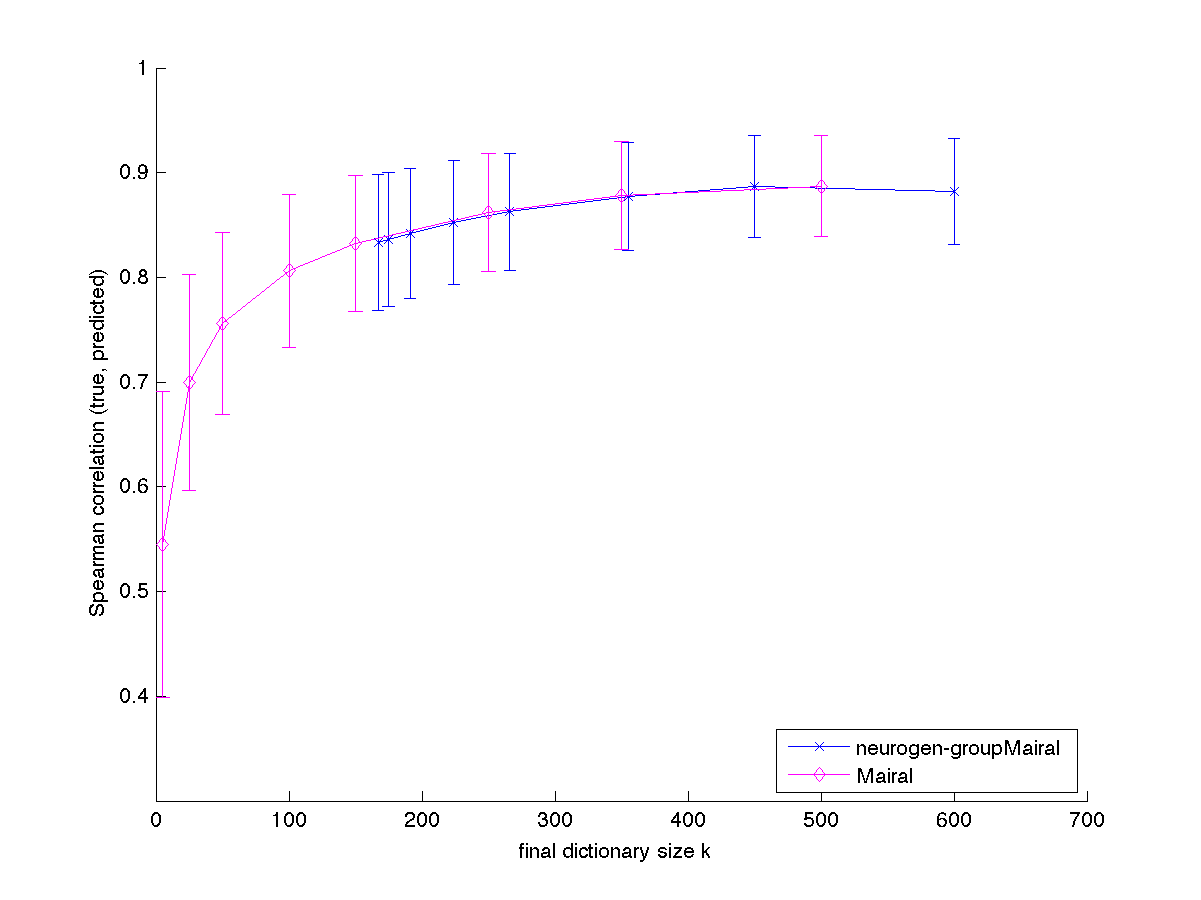 1
0.9
0.8
0.7
0.6
0.5
0.4
Spearman correlation (true, predicted)
0 100 200 300 400 500 600 700
final dictionary size k
neurogen-groupMairal
Mairal